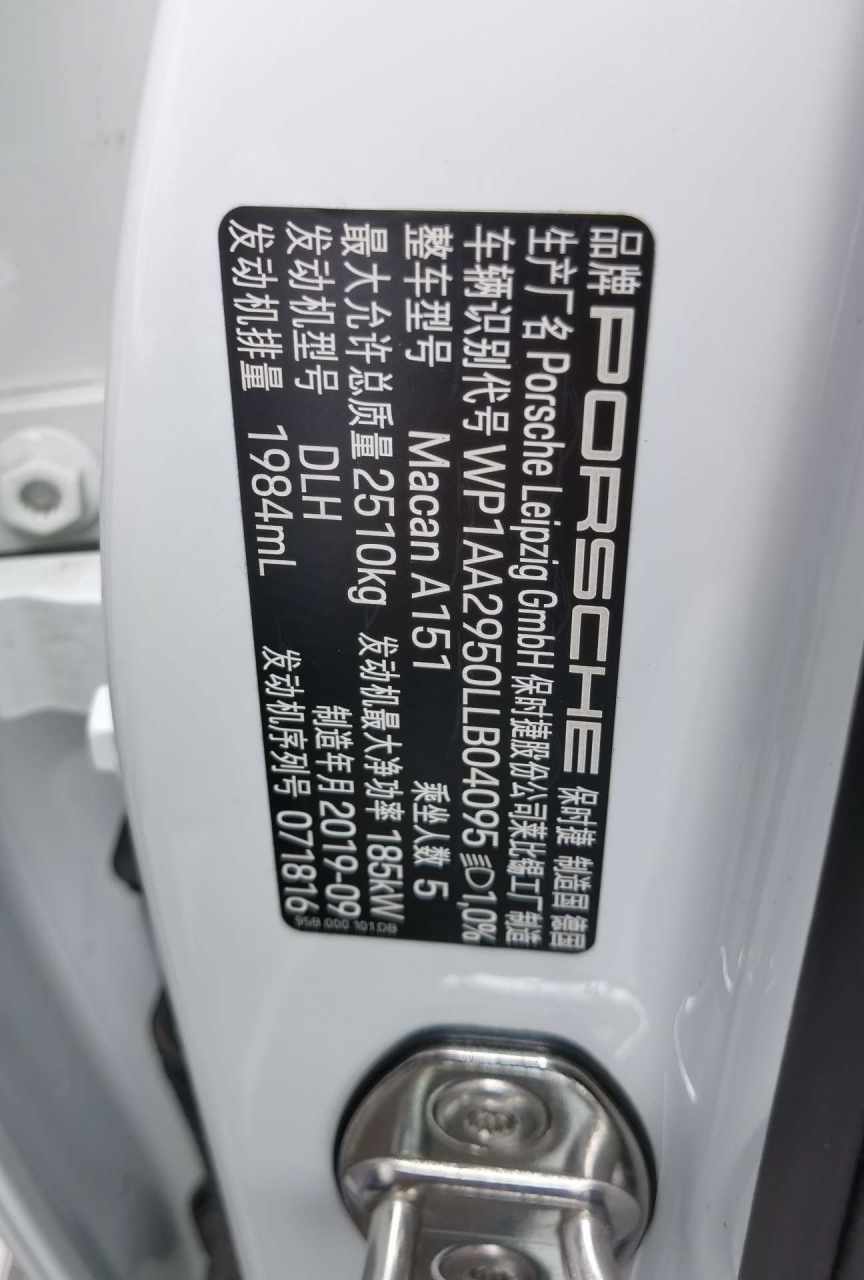 品牌 PORSCHE 保时捷 制造国 德国
生产厂名 Porsche Leipzig GmbH 保时捷股份公司莱比锡工厂制造
车辆识别代号 WP1AA2950LLB04095 1,0%
整车型号 Macan A151 乘坐人数 5
最大允许总质量 2510kg 发动机最大净功率 185kW
发动机型号 DLH 制造年月 2019-09
发动机排量 1984mL 发动机序列号 071816
95B.000.101.DB